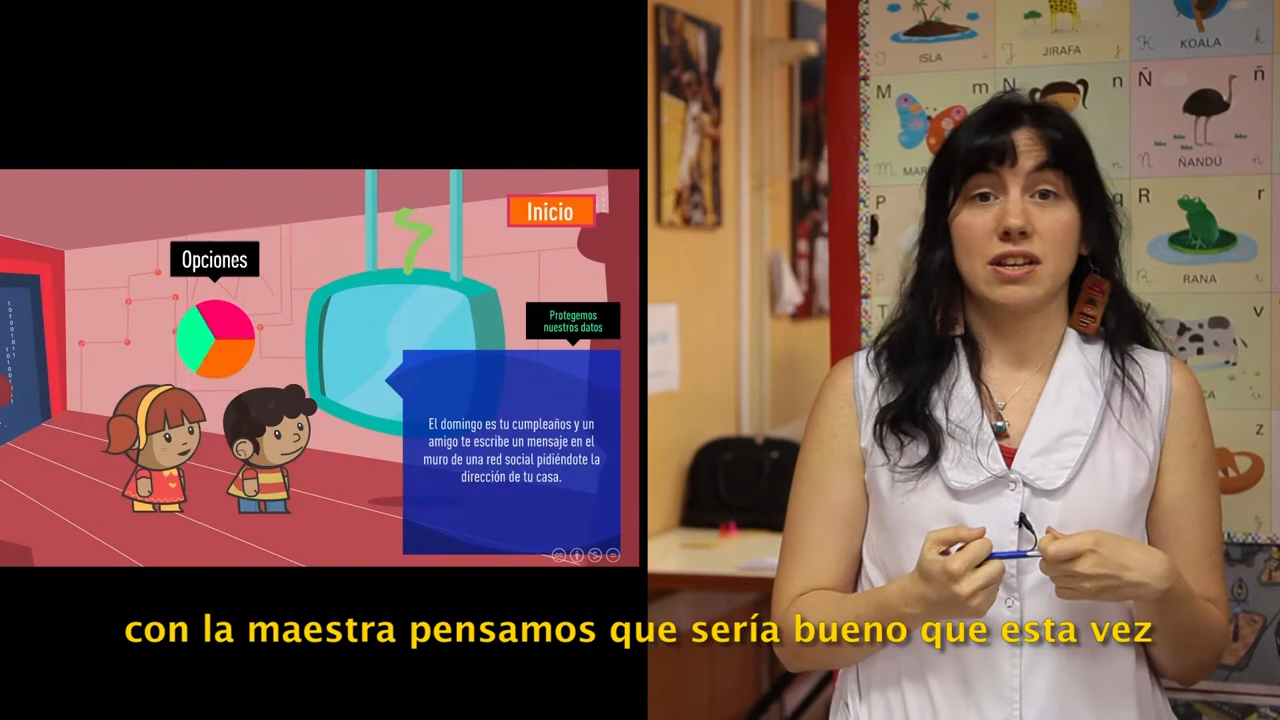 Inicio
Opciones
Protegemos
nuestros datos
El domingo es tu cumpleaños y un
amigo te escribe un mensaje en el
muro de una red social pidiéndote la
dirección de tu casa.
ISLA
JIRAFA
KOALA
K k
M m
N n
Ñ ñ
MAR
ÑANDÚ
P
q
R r
RANA
T
v
z
con la maestra pensamos que sería bueno que esta vez